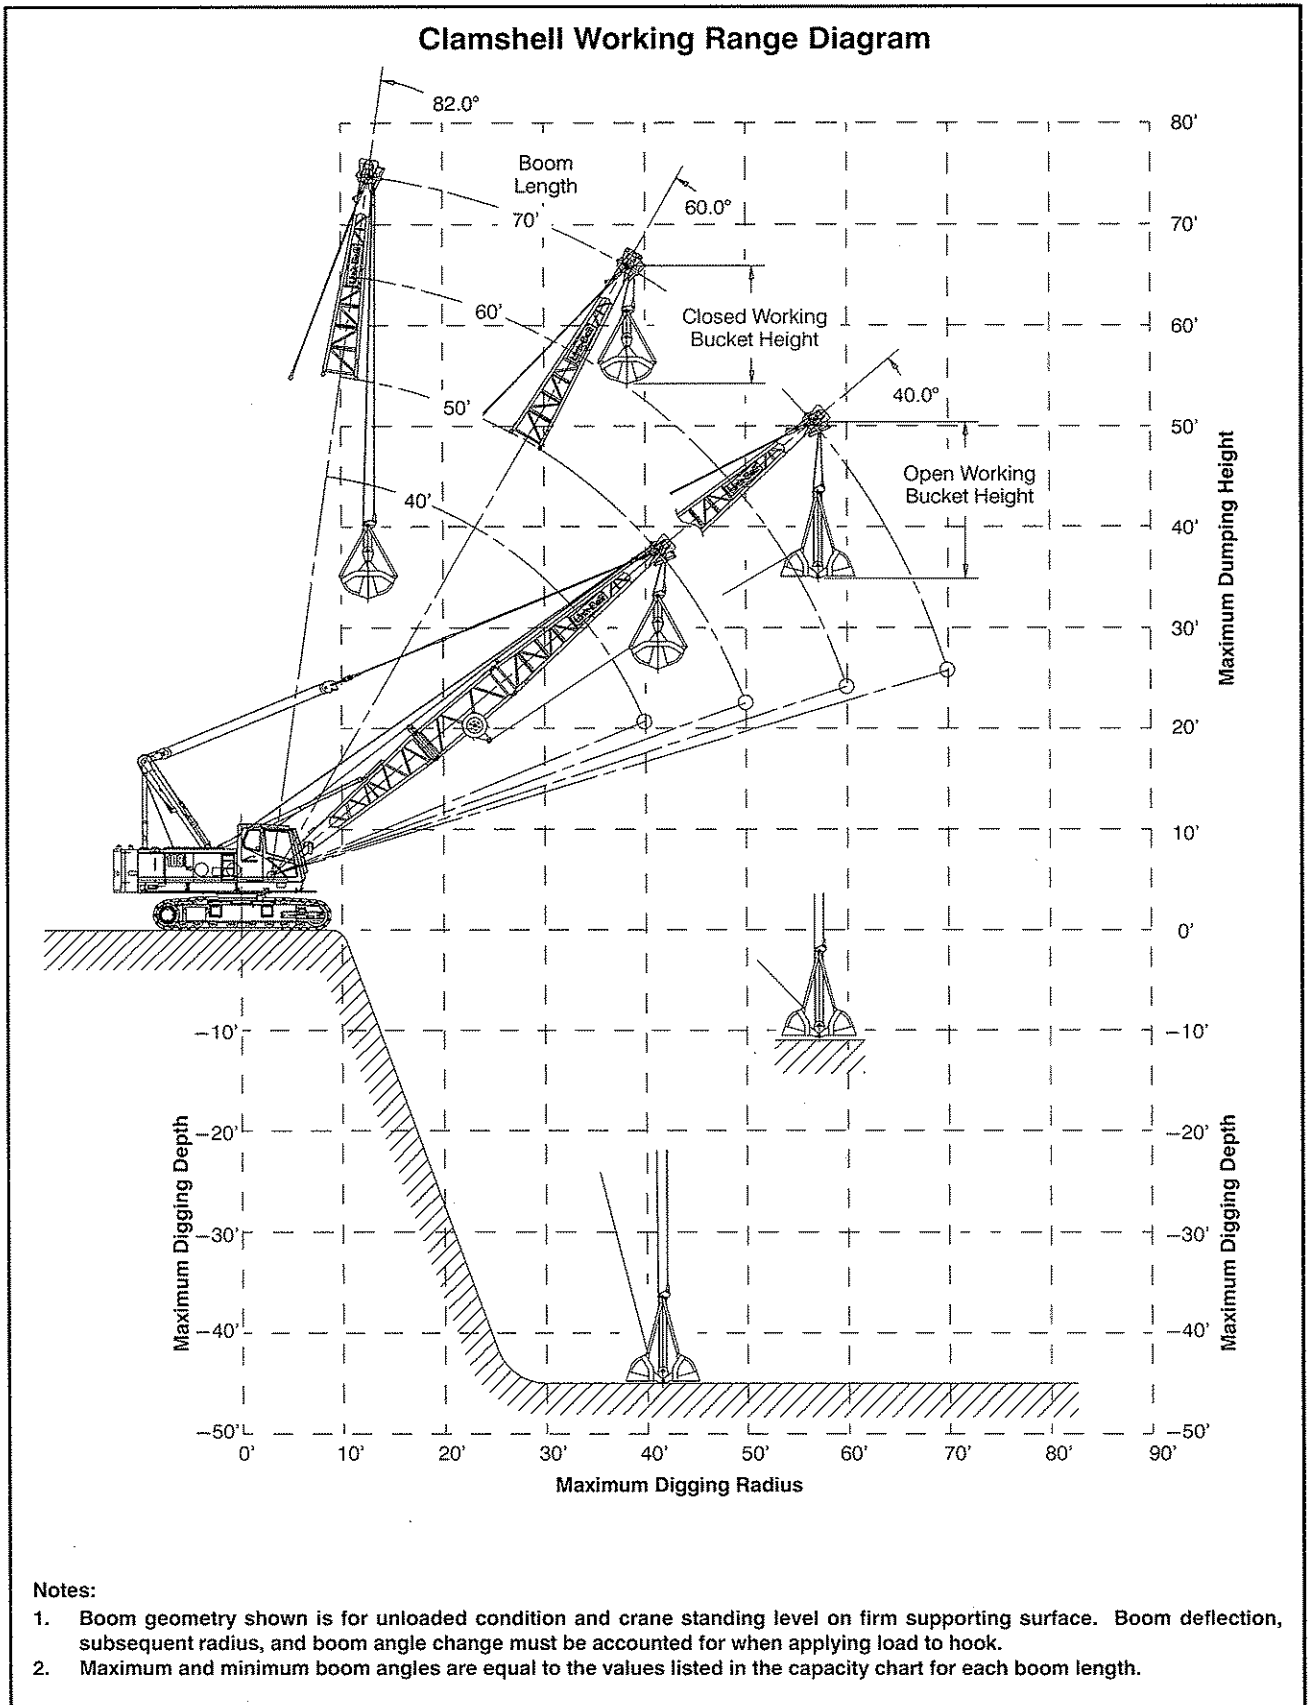 Clamshell Working Range Diagram
82.0°
80'
Boom
Length
70'
60.0°
70'
60'
Closed Working
Bucket Height
60'
50'
40.0°
50'
Open Working
Bucket Height
40'
40'
30'
20'
10'
0'
Maximum Dumping Height
–10'
–10'
–20'
–20'
–30'
–30'
–40'
–40'
–50'
–50'
Maximum Digging Depth
Maximum Digging Depth
0'
10'
20'
30'
40'
50'
60'
70'
80'
90'
Maximum Digging Radius
Notes:
1. Boom geometry shown is for unloaded condition and crane standing level on firm supporting surface. Boom deflection,
subsequent radius, and boom angle change must be accounted for when applying load to hook.
2. Maximum and minimum boom angles are equal to the values listed in the capacity chart for each boom length.